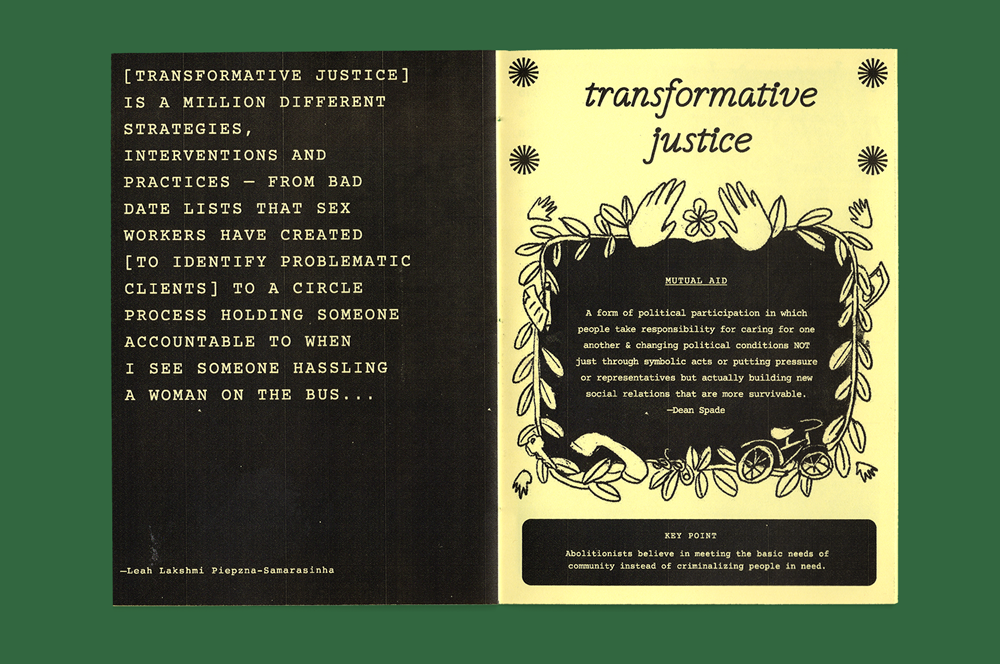 [TRANSFORMATIVE JUSTICE]
IS A MILLION DIFFERENT
STRATEGIES,
INTERVENTIONS AND
PRACTICES — FROM BAD
DATE LISTS THAT SEX
WORKERS HAVE CREATED
[TO IDENTIFY PROBLEMATIC
CLIENTS] TO A CIRCLE
PROCESS HOLDING SOMEONE
ACCOUNTABLE TO WHEN
I SEE SOMEONE HASSLING
A WOMAN ON THE BUS...
—Leah Lakshmi Piepzna-Samarasinha
transformative
justice
MUTUAL AID
A form of political participation in which
people take responsibility for caring for one
another & changing political conditions NOT
just through symbolic acts or putting pressure
or representatives but actually building new
social relations that are more survivable.
—Dean Spade
KEY POINT
Abolitionists believe in meeting the basic needs of
community instead of criminalizing people in need.